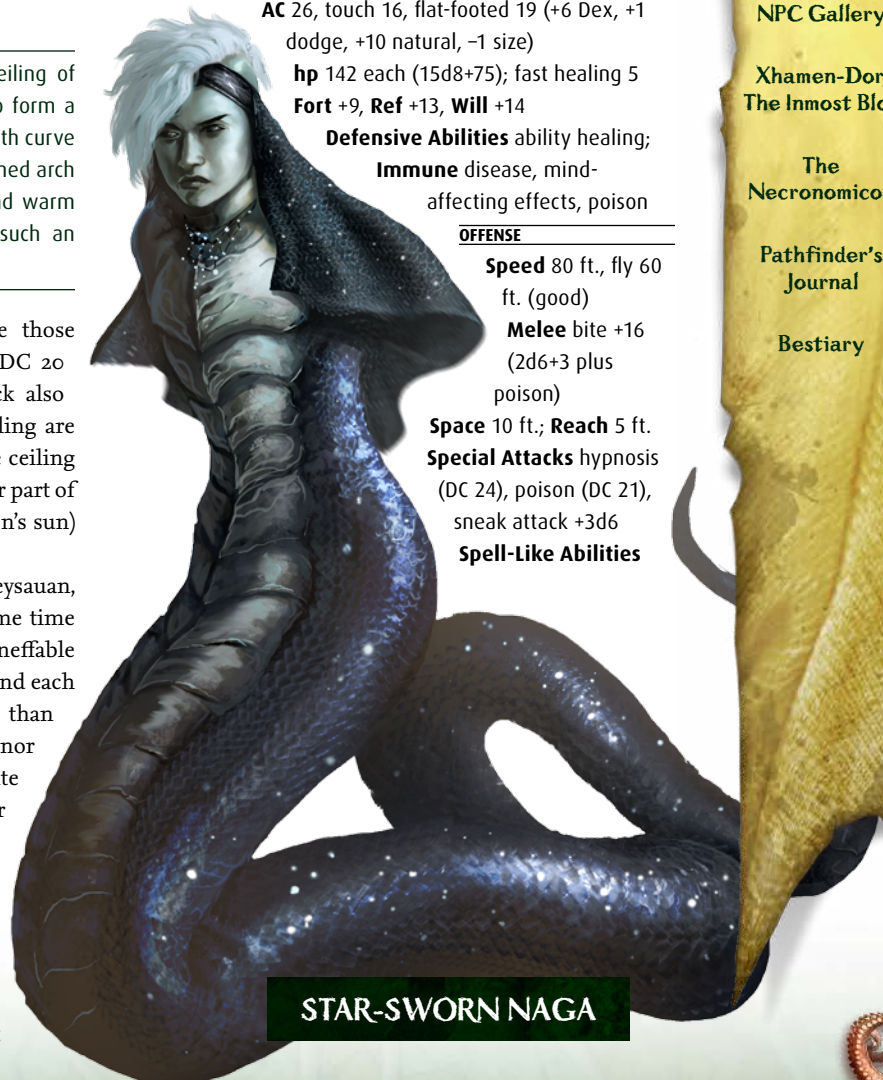 eiling of
o form a
th curve
ned arch
nd warm
such an
e those
DC 20
ck also
ling are
e ceiling
r part of
n's sun)
eysauan,
me time
neffable
nd each
than
nor
te
r
AC 26, touch 16, flat-footed 19 (+6 Dex, +1
dodge, +10 natural, –1 size)
hp 142 each (15d8+75); fast healing 5
Fort +9, Ref +13, Will +14
Defensive Abilities ability healing;
Immune disease, mind-
affecting effects, poison
OFFENSE
Speed 80 ft., fly 60
ft. (good)
Melee bite +16
(2d6+3 plus
poison)
Space 10 ft.; Reach 5 ft.
Special Attacks hypnosis
(DC 24), poison (DC 21),
sneak attack +3d6
Spell-Like Abilities
STAR-SWORN NAGA
NPC Gallery
Xhamen-Dor
The Inmost Blo
The
Necronomico
Pathfinder's
Journal
Bestiary